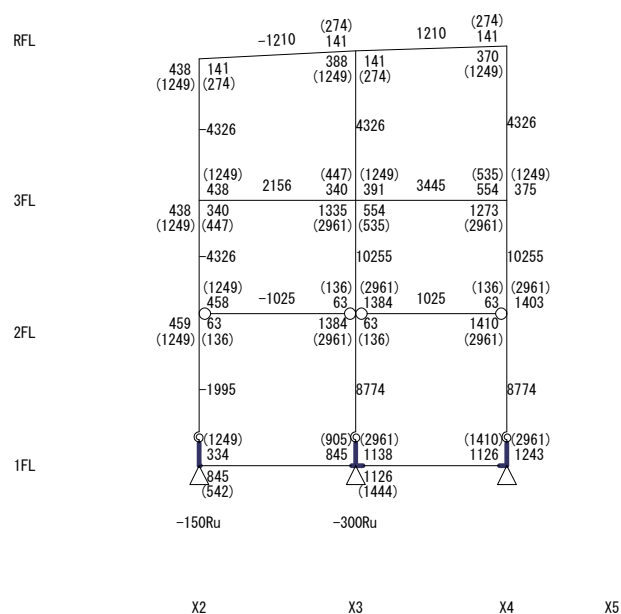 (274) (274)
RFL -1210 141 1210 141
438 141 388 141 370
(1249) (274) (1249) (274) (1249)
-4326 4326 4326
(1249) (447) (1249) (535) (1249)
438 2156 340 391 3445 554 375
3FL
438 340 1335 554 1273
(1249) (447) (2961) (535) (2961)
-4326 10255 10255
(1249) (136) (2961) (136) (2961)
458 -1025 63 1384 1025 63 1403
2FL
459 63 1384 63 1410
(1249) (136) (2961) (136) (2961)
-1995 8774 8774
(1249) (905) (2961) (1410) (2961)
1FL 334 845 1138 1126 1243
845 1126
(542) (1444)
-150Ru -300Ru
X2 X3 X4 X5